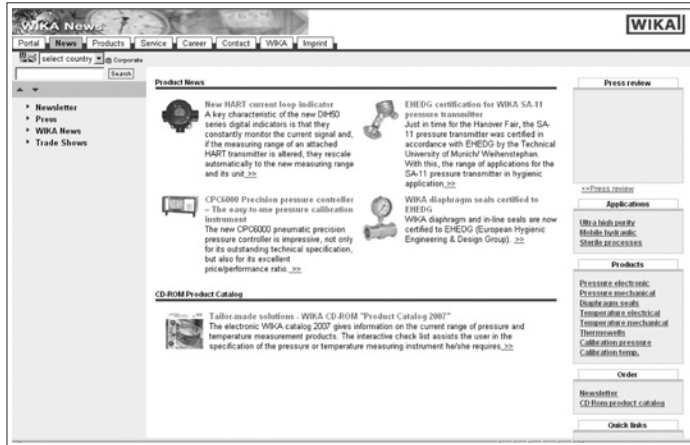 WIKA News
WIKA
Portal
News
Products
Service
Career
Contact
WIKA
Imprint
select country
@ Corporate
Search
Newsletter
Press
WIKA News
Trade Shows
Product News
New HART current loop indicator
A key characteristic of the new DIH50
series digital indicators is that they
constantly monitor the current signal and,
if the measuring range of an attached
HART transmitter is altered, they rescale
automatically to the new measuring range
and its unit >>
EHEDG certification for WIKA SA-11
pressure transmitter
Just in time for the Hanover Fair, the SA-
11 pressure transmitter was certified in
accordance with EHEDG by the Technical
University of Munich/ Weihenstephan.
With this, the range of applications for the
SA-11 pressure transmitter in hygienic
application >>
CPC6000 Precision pressure controller
– The easy-to-use pressure calibration
instrument
The new CPC6000 pneumatic precision
pressure controller is impressive, not only
for its outstanding technical specification,
but also for its excellent
price/performance ratio. >>
WIKA diaphragm seals certified to
EHEDG
WIKA diaphragm and in-line seals are now
certified to EHEDG (European Hygienic
Engineering & Design Group). >>
CD-ROM Product Catalog
Tailor-made solutions - WIKA CD-ROM "Product Catalog 2007"
The electronic WIKA catalog 2007 gives information on the current range of pressure and
temperature measurement products. The interactive check list assists the user in the
specification of the pressure or temperature measuring instrument he/she requires >>
Press review
>>Press review
Applications
Ultra high purity
Mobile hydraulic
Sterile processes
Products
Pressure electronic
Pressure mechanical
Diaphragm seals
Temperature electrical
Temperature mechanical
Thermowells
Calibration pressure
Calibration temp.
Order
Newsletter
CD Rom product catalog
Quick links